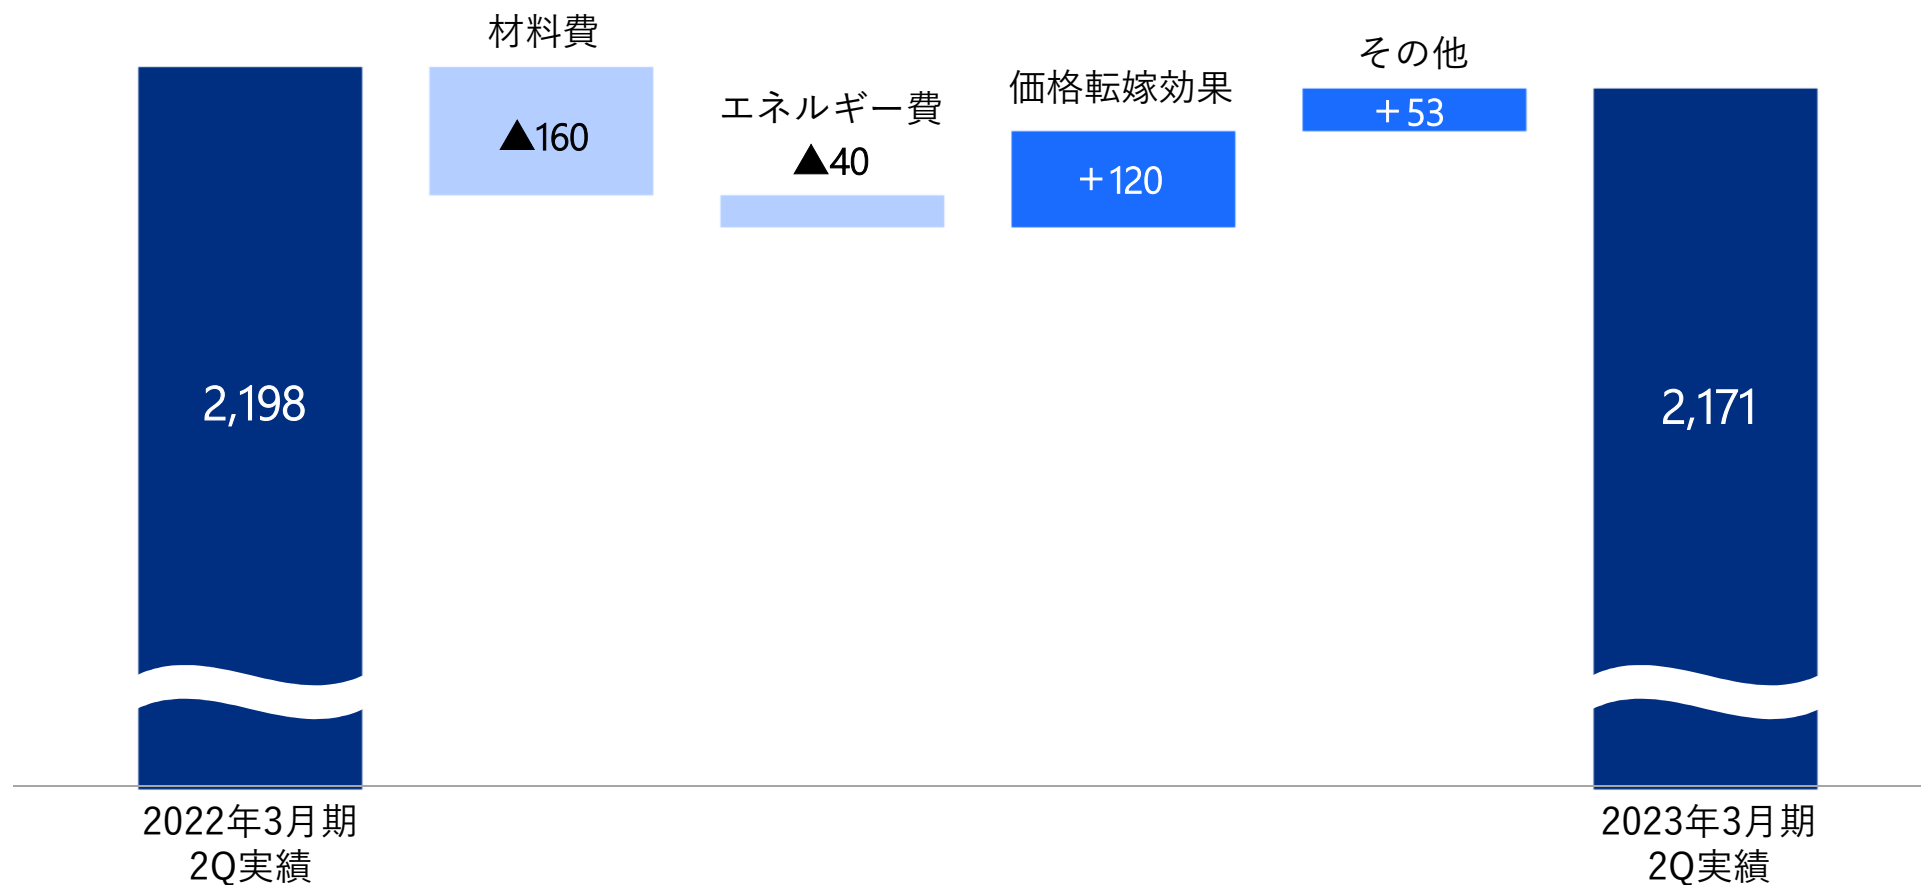 材料費
▲160
エネルギー費
▲40
価格転嫁効果
+120
その他
+53
2,198
2,171
2022年3月期
2Q実績
2023年3月期
2Q実績